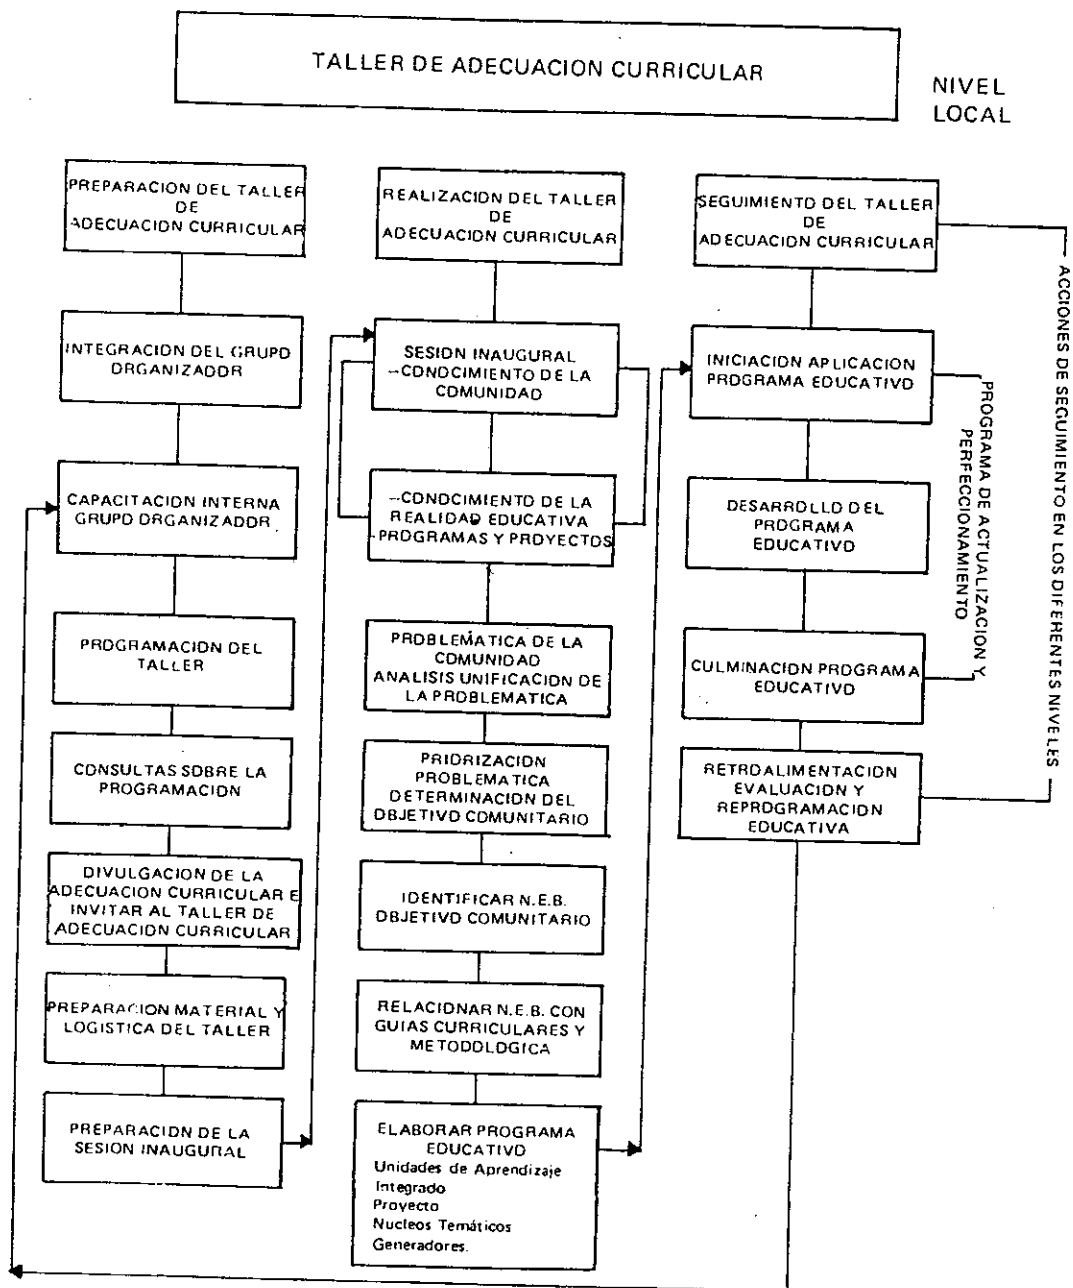 TALLER DE ADECUACION CURRICULAR
NIVEL
LOCAL
PREPARACION DEL TALLER
DE
ADECUACION CURRICULAR
INTEGRACION DEL GRUPO
ORGANIZADOR
CAPACITACION INTERNA
GRUPO ORGANIZADOR
PROGRAMACION DEL
TALLER
CONSULTAS SOBRE LA
PROGRAMACION
DIVULGACION DE LA
ADECUACION CURRICULAR E
INVITAR AL TALLER DE
ADECUACION CURRICULAR
PREPARACION MATERIAL Y
LOGISTICA DEL TALLER
PREPARACION DE LA
SESION INAUGURAL
REALIZACION DEL TALLER
DE
ADECUACION CURRICULAR
SESION INAUGURAL
—CONOCIMIENTO DE LA
COMUNIDAD
—CONOCIMIENTO DE LA
REALIDAD EDUCATIVA
-PROGRAMAS Y PROYECTOS
PROBLEMATICA DE LA
COMUNIDAD
ANALISIS UNIFICACION DE
LA PROBLEMATICA
PRIORIZACION
PROBLEMATICA
DETERMINACION DEL
OBJETIVO COMUNITARIO
IDENTIFICAR N.E.B.
OBJETIVO COMUNITARIO
RELACIONAR N.E.B. CON
GUIAS CURRICULARES Y
METODOLOGICA
ELABORAR PROGRAMA
EDUCATIVO
Unidades de Aprendizaje
Integrado
Proyecto
Nucleos Temáticos
Generadores.
SEGUIMIENTO DEL TALLER
DE
ADECUACION CURRICULAR
INICIACION APLICACION
PROGRAMA EDUCATIVO
DESARROLLO DEL
PROGRAMA
EDUCATIVO
CULMINACION PROGRAMA
EDUCATIVO
RETROALIMENTACION
EVALUACION Y
REPROGRAMACION
EDUCATIVA
PROGRAMA DE ACTUALIZACION Y
PERFECCIONAMIENTO
ACCIONES DE SEGUIMIENTO EN LOS DIFERENTES NIVELES